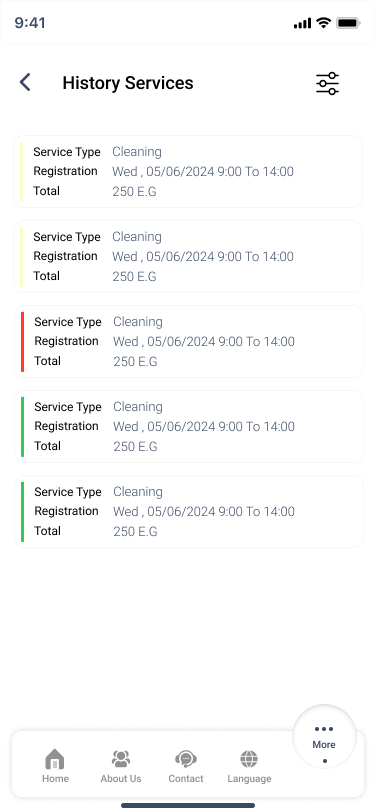 9:41
History Services
Service Type Cleaning
Registration Wed , 05/06/2024 9:00 To 14:00
Total 250 E.G
Service Type Cleaning
Registration Wed , 05/06/2024 9:00 To 14:00
Total 250 E.G
Service Type Cleaning
Registration Wed , 05/06/2024 9:00 To 14:00
Total 250 E.G
Service Type Cleaning
Registration Wed , 05/06/2024 9:00 To 14:00
Total 250 E.G
Service Type Cleaning
Registration Wed , 05/06/2024 9:00 To 14:00
Total 250 E.G
More
Home About Us Contact Language